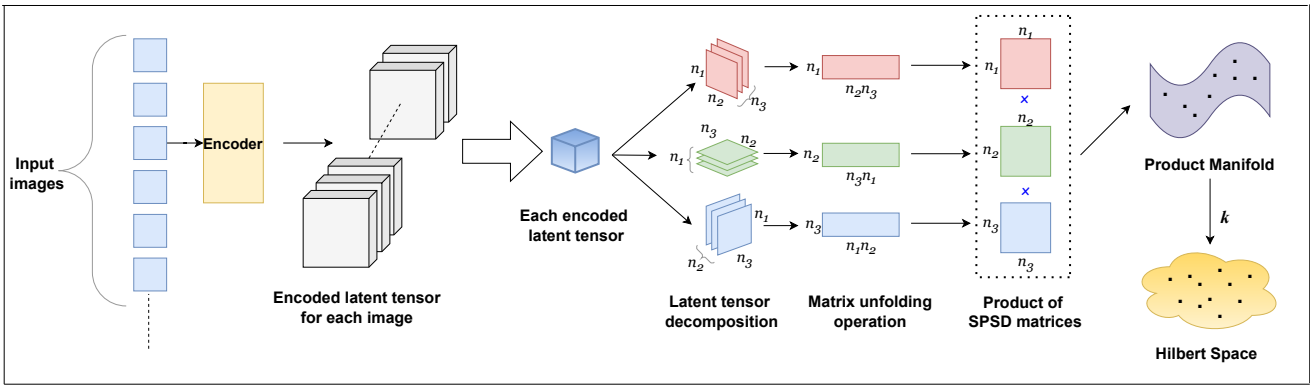 Input
images
Encoder
Encoded latent tensor
for each image
Each encoded
latent tensor
n₁
n₂
n₃
n₃
n₂
n₁
n₁
n₂
n₃
Latent tensor
decomposition
n₁
n₂n₃
n₂
n₃n₁
n₃
n₁n₂
Matrix unfolding
operation
n₁
n₁
×
n₂
n₂
×
n₃
n₃
Product of
SPSD matrices
Product Manifold
k
Hilbert Space